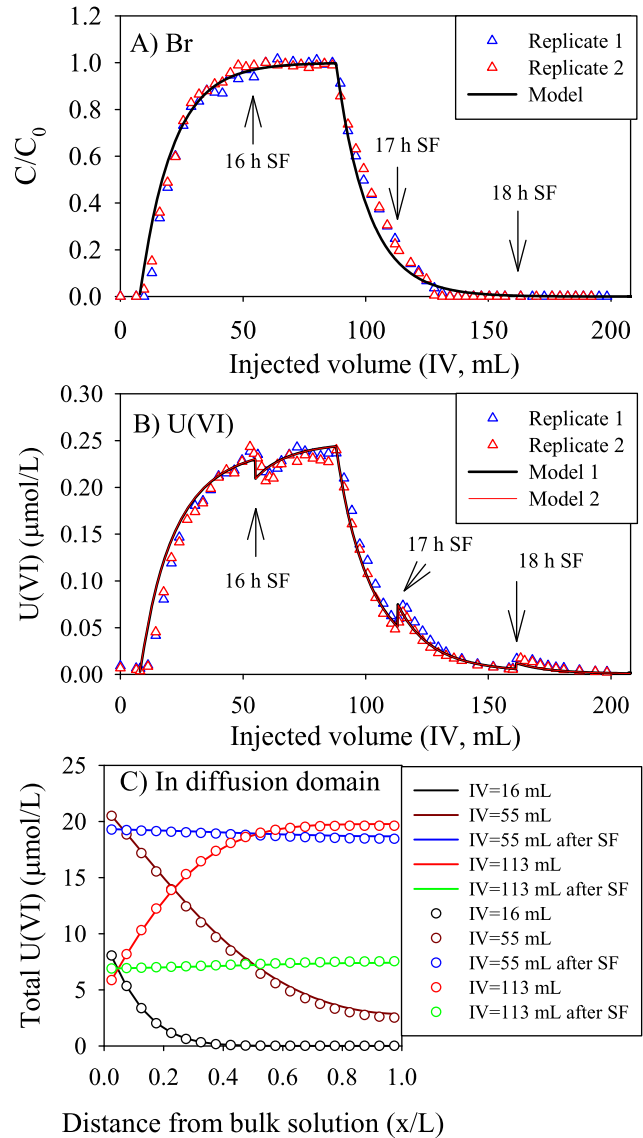 A) Br
Replicate 1
Replicate 2
Model
16 h SF
17 h SF
18 h SF
C/C₀
1.2
1.0
0.8
0.6
0.4
0.2
0.0
0 50 100 150 200
Injected volume (IV, mL)
B) U(VI)
Replicate 1
Replicate 2
Model 1
Model 2
16 h SF
17 h SF
18 h SF
U(VI) (μmol/L)
0.30
0.25
0.20
0.15
0.10
0.05
0.00
0 50 100 150 200
Injected volume (IV, mL)
C) In diffusion domain
IV=16 mL
IV=55 mL
IV=55 mL after SF
IV=113 mL
IV=113 mL after SF
IV=16 mL
IV=55 mL
IV=55 mL after SF
IV=113 mL
IV=113 mL after SF
Total U(VI) (μmol/L)
25
20
15
10
5
0
0.0 0.2 0.4 0.6 0.8 1.0
Distance from bulk solution (x/L)